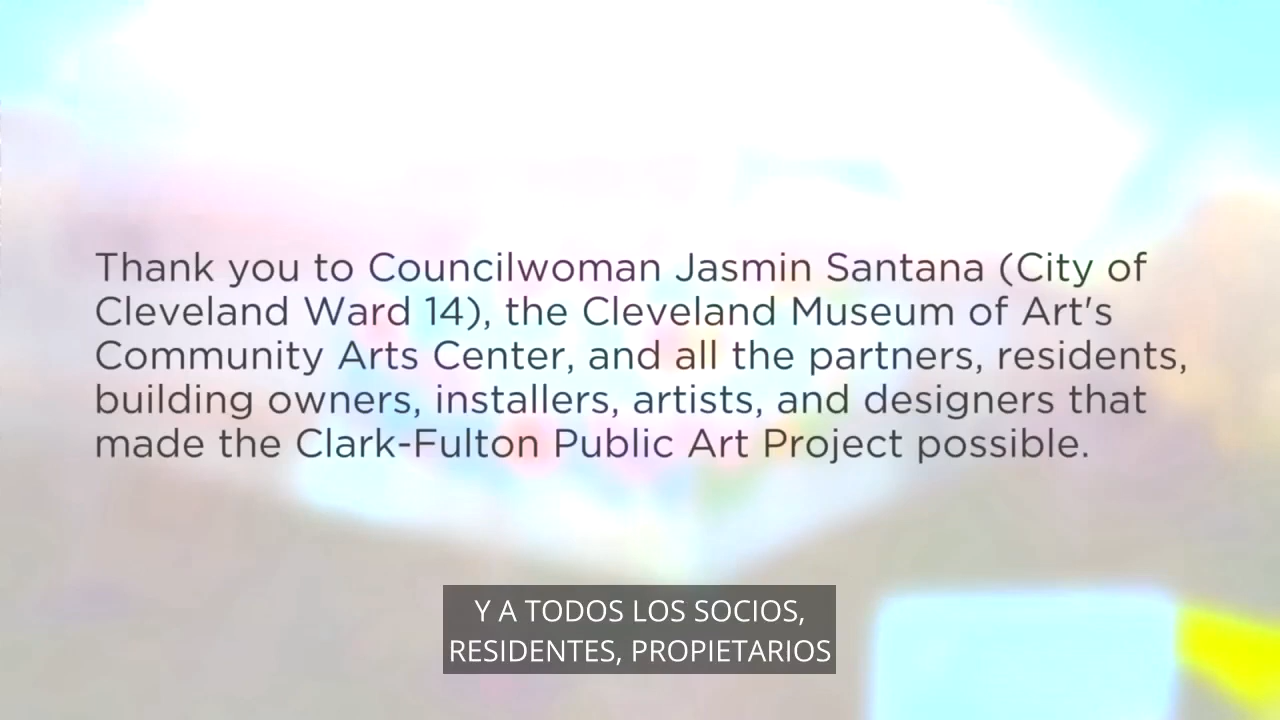 Thank you to Councilwoman Jasmin Santana (City of
Cleveland Ward 14), the Cleveland Museum of Art's
Community Arts Center, and all the partners, residents,
building owners, installers, artists, and designers that
made the Clark-Fulton Public Art Project possible.
Y A TODOS LOS SOCIOS,
RESIDENTES, PROPIETARIOS